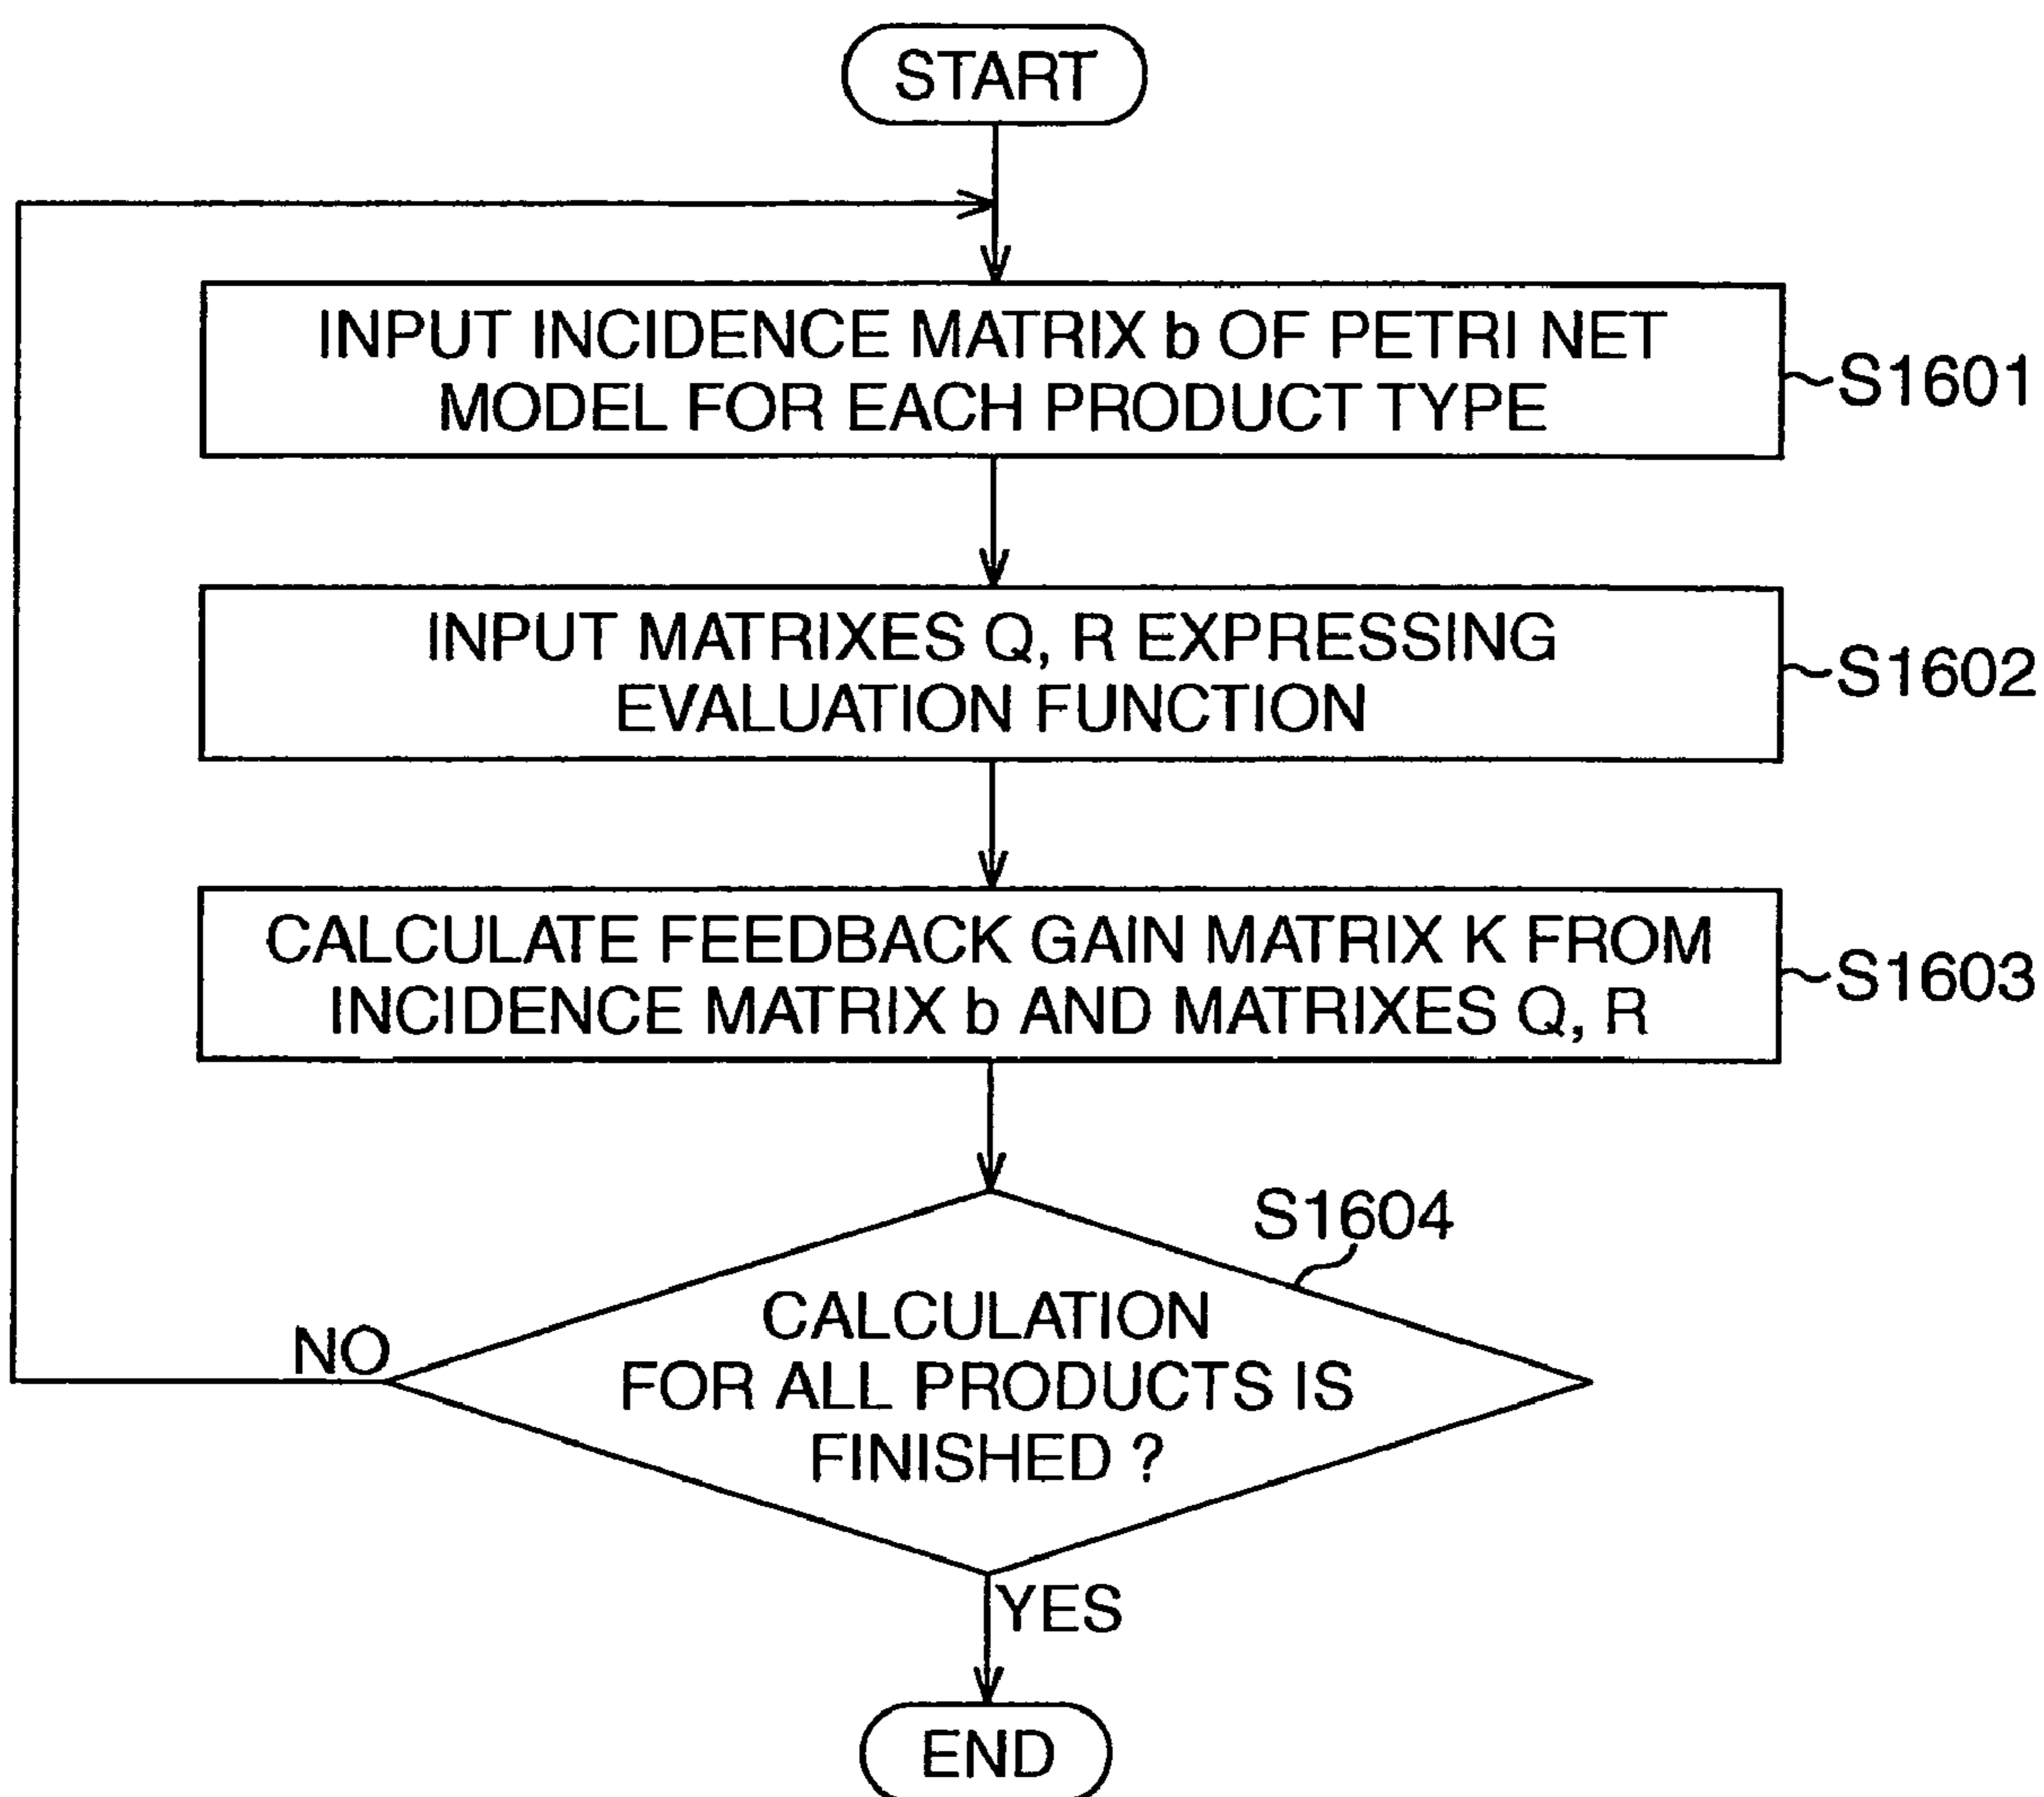 START
INPUT INCIDENCE MATRIX b OF PETRI NET
MODEL FOR EACH PRODUCT TYPE
S1601
INPUT MATRIXES Q, R EXPRESSING
EVALUATION FUNCTION
S1602
CALCULATE FEEDBACK GAIN MATRIX K FROM
INCIDENCE MATRIX b AND MATRIXES Q, R
S1603
S1604
CALCULATION
FOR ALL PRODUCTS IS
FINISHED ?
NO
YES
END